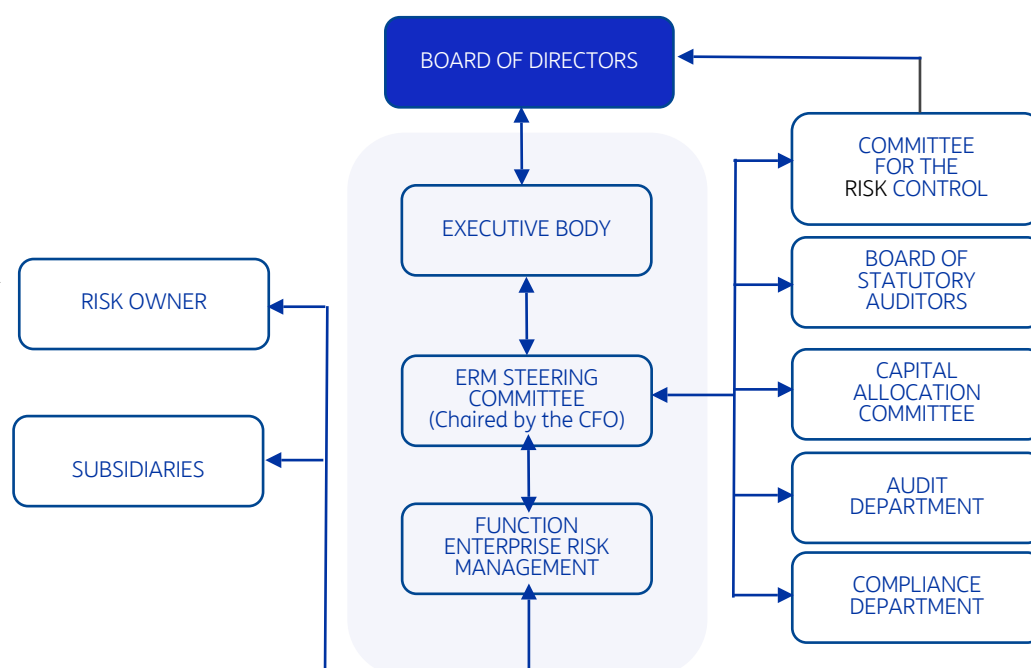 BOARD OF DIRECTORS
COMMITTEE
FOR THE
RISK CONTROL
EXECUTIVE BODY
BOARD OF
STATUTORY
AUDITORS
RISK OWNER
ERM STEERING
COMMITTEE
(Chaired by the CFO)
CAPITAL
ALLOCATION
COMMITTEE
SUBSIDIARIES
AUDIT
DEPARTMENT
FUNCTION
ENTERPRISE RISK
MANAGEMENT
COMPLIANCE
DEPARTMENT